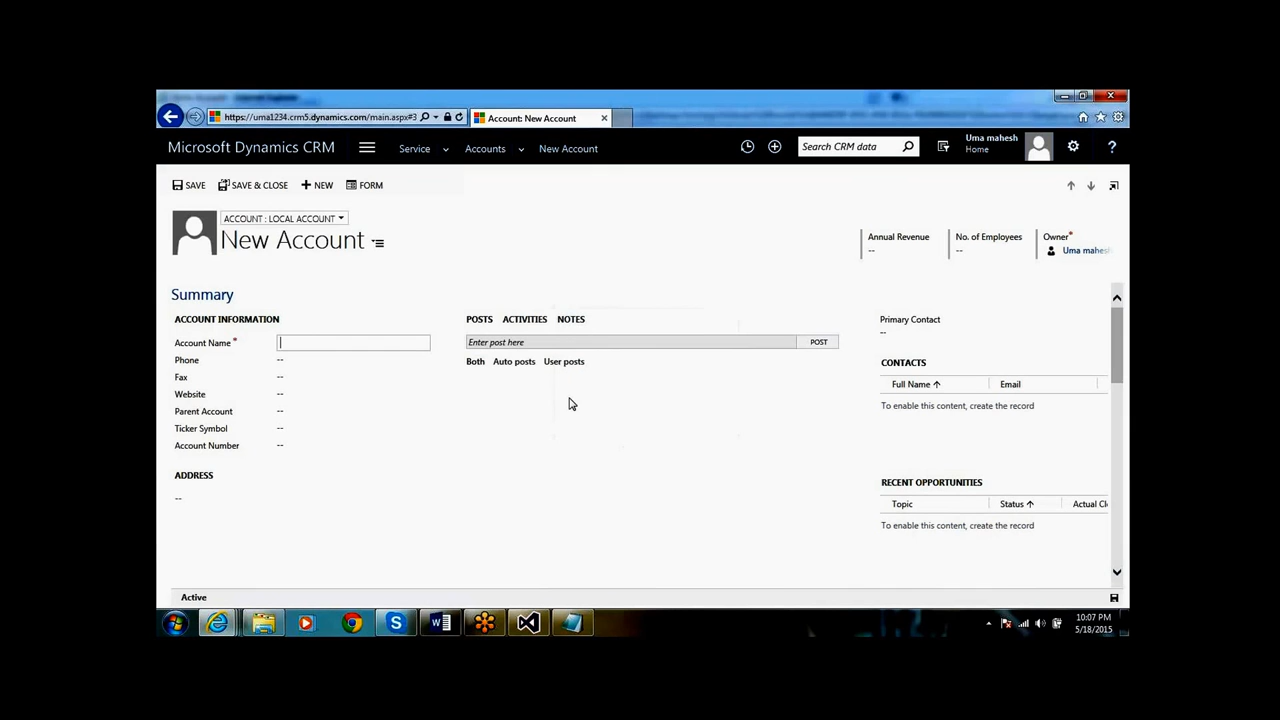 https://uma1234.crm5.dynamics.com/main.aspx#3
Account: New Account
Microsoft Dynamics CRM
Service
Accounts
New Account
Search CRM data
Uma mahesh
Home
?
SAVE
SAVE & CLOSE
+ NEW
FORM
ACCOUNT : LOCAL ACCOUNT
New Account
Annual Revenue
--
No. of Employees
--
Owner*
Uma mahesh
Summary
ACCOUNT INFORMATION
Account Name *
Phone --
Fax --
Website --
Parent Account --
Ticker Symbol --
Account Number --
ADDRESS
--
POSTS ACTIVITIES NOTES
Enter post here
POST
Both Auto posts User posts
Primary Contact
--
CONTACTS
Full Name ↑ Email
To enable this content, create the record
RECENT OPPORTUNITIES
Topic Status ↑ Actual Cl
To enable this content, create the record
Active
10:07 PM
5/18/2015